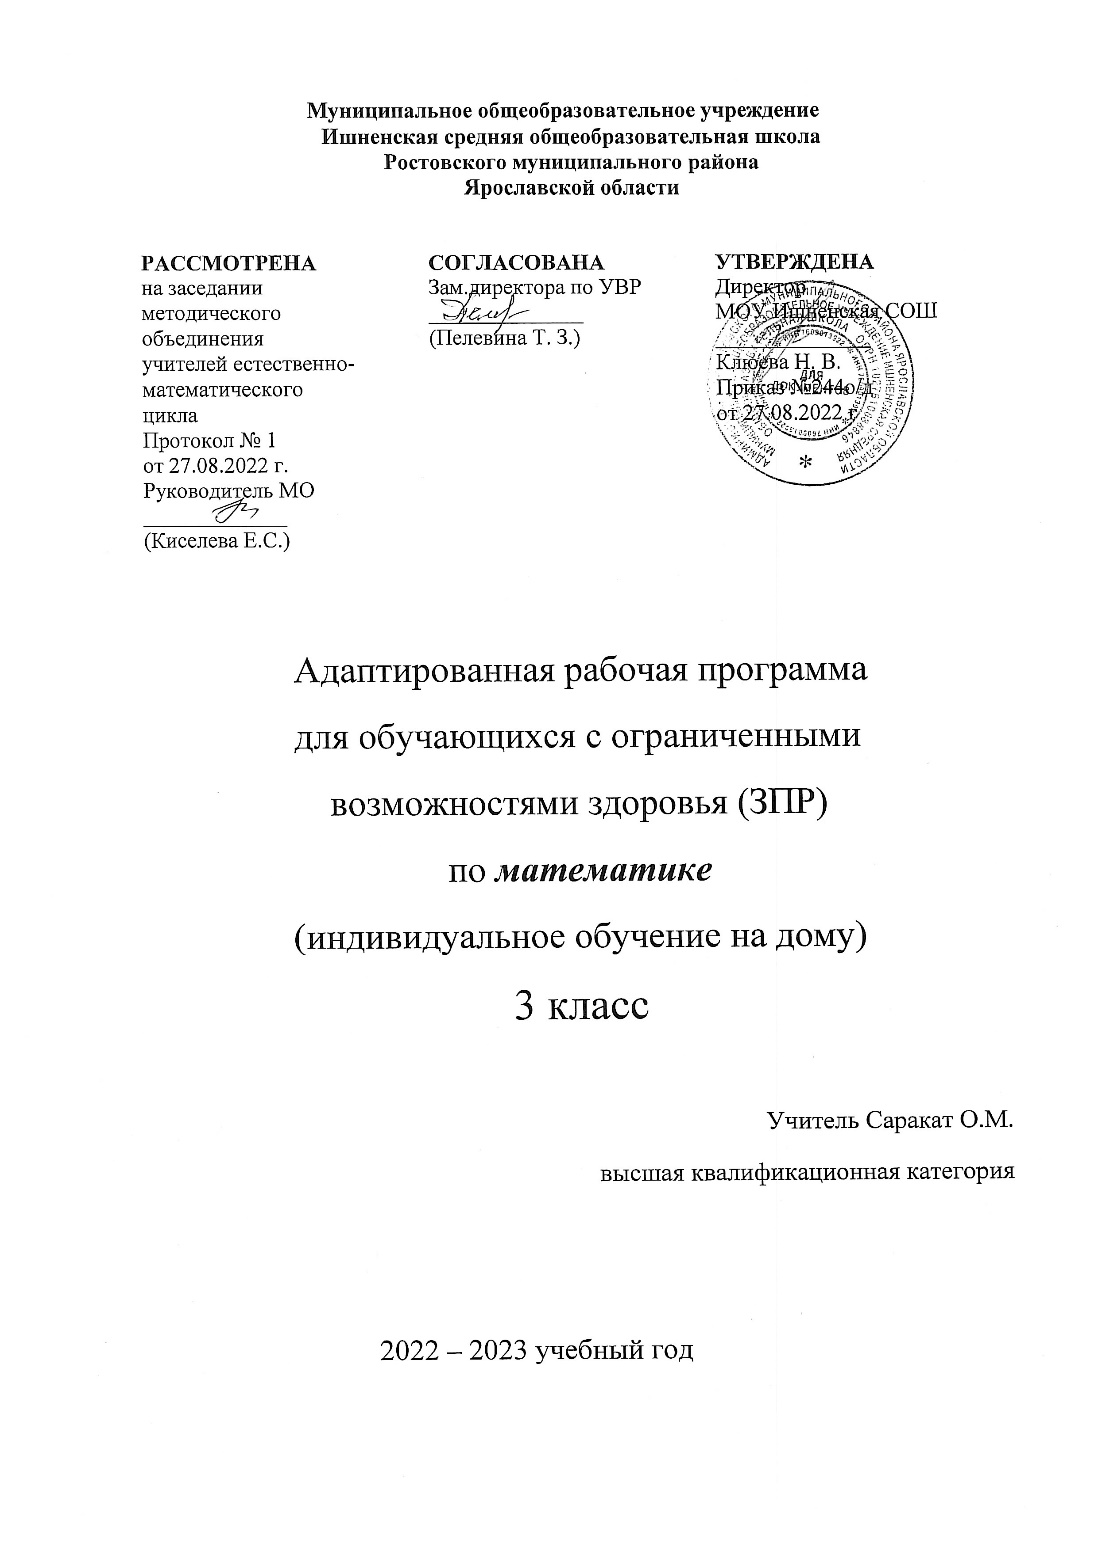 Муниципальное общеобразовательное учреждение
Ишненская средняя общеобразовательная школа
Ростовского муниципального района
Ярославской области
РАССМОТРЕНА
на заседании
методического
объединения
учителей естественно-
математического
цикла
Протокол № 1
от 27.08.2022 г.
Руководитель МО
(Киселева Е.С.)
СОГЛАСОВАНА
Зам.директора по УВР
(Пелевина Т. З.)
УТВЕРЖДЕНА
Директор
МОУ Ишненская СОШ
Клюева Н. В.
Приказ №244о/д
от 27.08.2022 г
Адаптированная рабочая программа
для обучающихся с ограниченными
возможностями здоровья (ЗПР)
по математике
(индивидуальное обучение на дому)
3 класс
Учитель Саракат О.М.
высшая квалификационная категория
2022 – 2023 учебный год